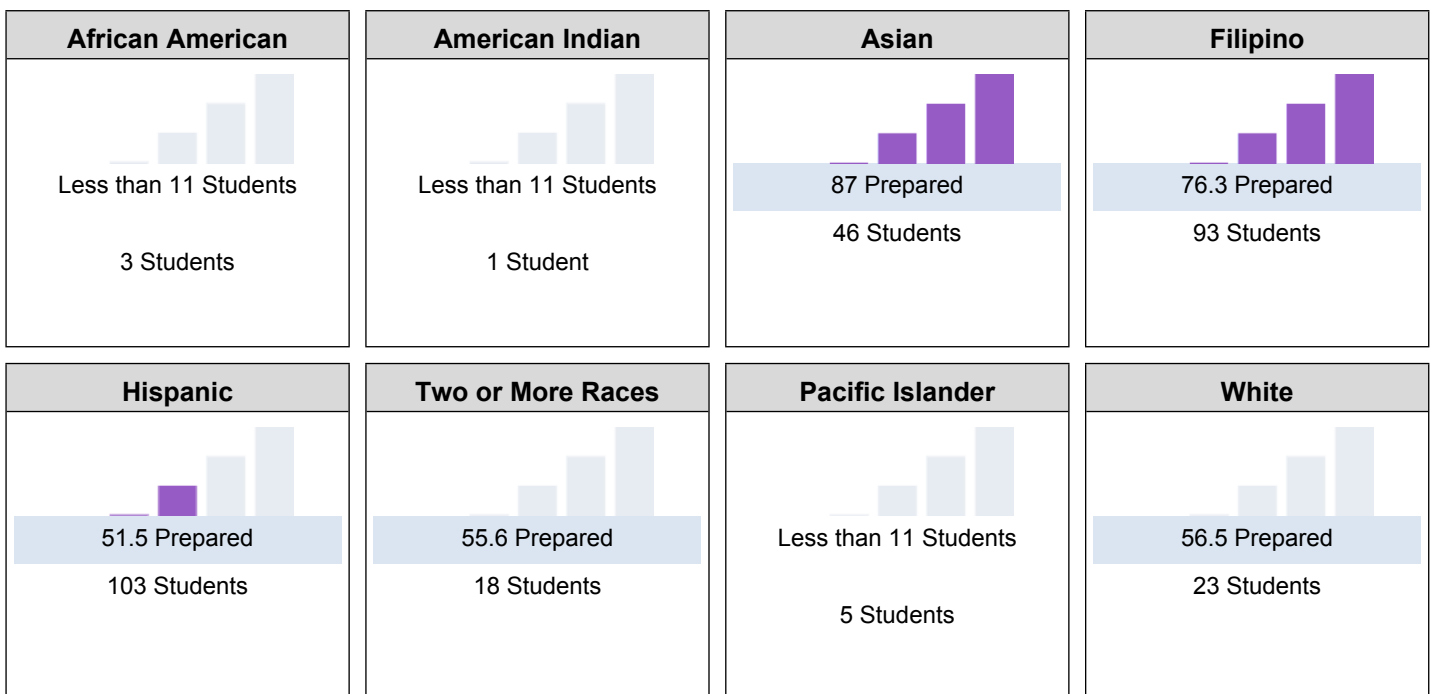 African American
Less than 11 Students
3 Students
American Indian
Less than 11 Students
1 Student
Asian
87 Prepared
46 Students
Filipino
76.3 Prepared
93 Students
Hispanic
51.5 Prepared
103 Students
Two or More Races
55.6 Prepared
18 Students
Pacific Islander
Less than 11 Students
5 Students
White
56.5 Prepared
23 Students